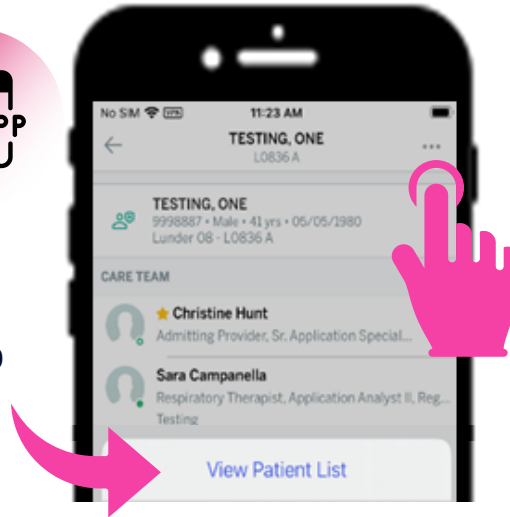 No SIM VPN 11:23 AM
TESTING, ONE
L0836 A
TESTING, ONE
9998887 • Male • 41 yrs • 05/05/1980
Lunder 08 - L0836 A
CARE TEAM
Christine Hunt
Admitting Provider, Sr. Application Special...
Sara Campanella
Respiratory Therapist, Application Analyst II, Reg...
Testing
View Patient List